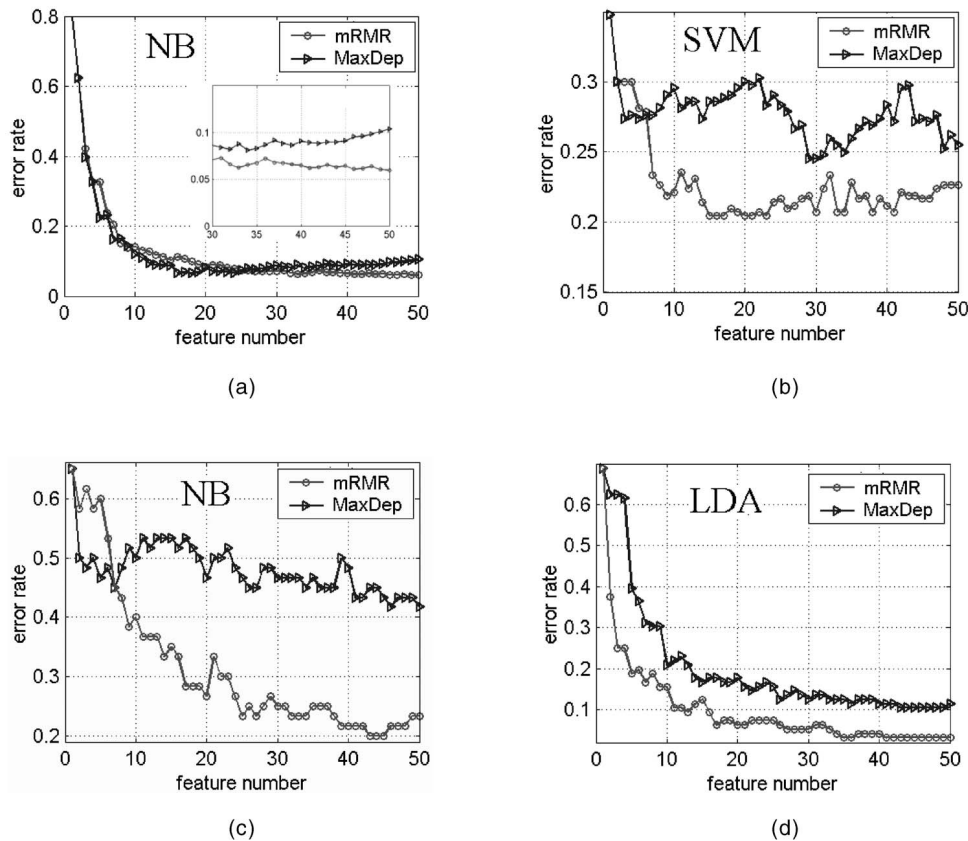 NB
mRMR
MaxDep
error rate
0.8
0.6
0.4
0.2
0
0 10 20 30 40 50
feature number
0.1
0.05
0
30 35 40 45 50
(a)
SVM
mRMR
MaxDep
error rate
0.3
0.25
0.2
0.15
0 10 20 30 40 50
feature number
(b)
NB
mRMR
MaxDep
error rate
0.6
0.5
0.4
0.3
0.2
0 10 20 30 40 50
feature number
(c)
LDA
mRMR
MaxDep
error rate
0.6
0.5
0.4
0.3
0.2
0.1
0 10 20 30 40 50
feature number
(d)